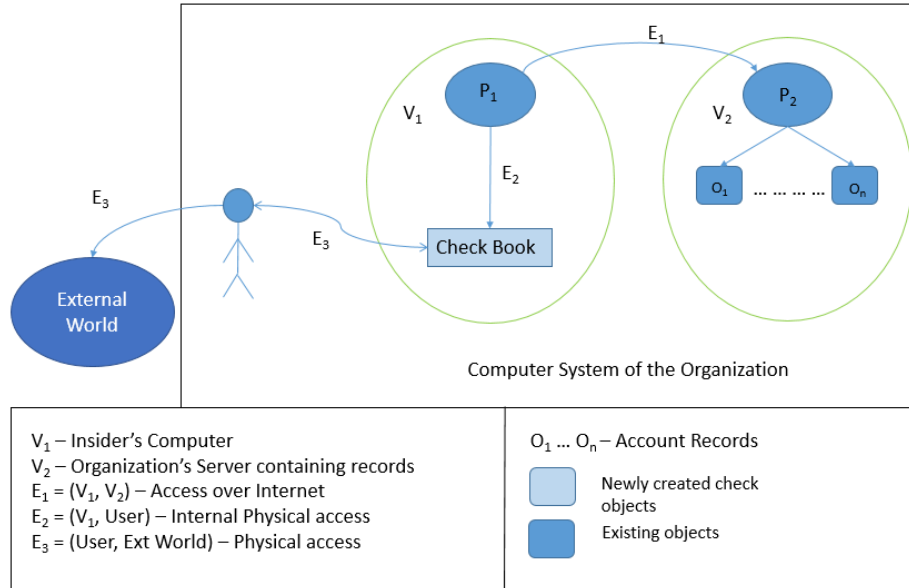 E₁
P₁
P₂
V₁
V₂
E₂
O₁ ... ... ... ... Oₙ
E₃
E₃
Check Book
External
World
Computer System of the Organization
V₁ – Insider's Computer
V₂ – Organization's Server containing records
E₁ = (V₁, V₂) – Access over Internet
E₂ = (V₁, User) – Internal Physical access
E₃ = (User, Ext World) – Physical access
O₁ ... Oₙ – Account Records
Newly created check
objects
Existing objects